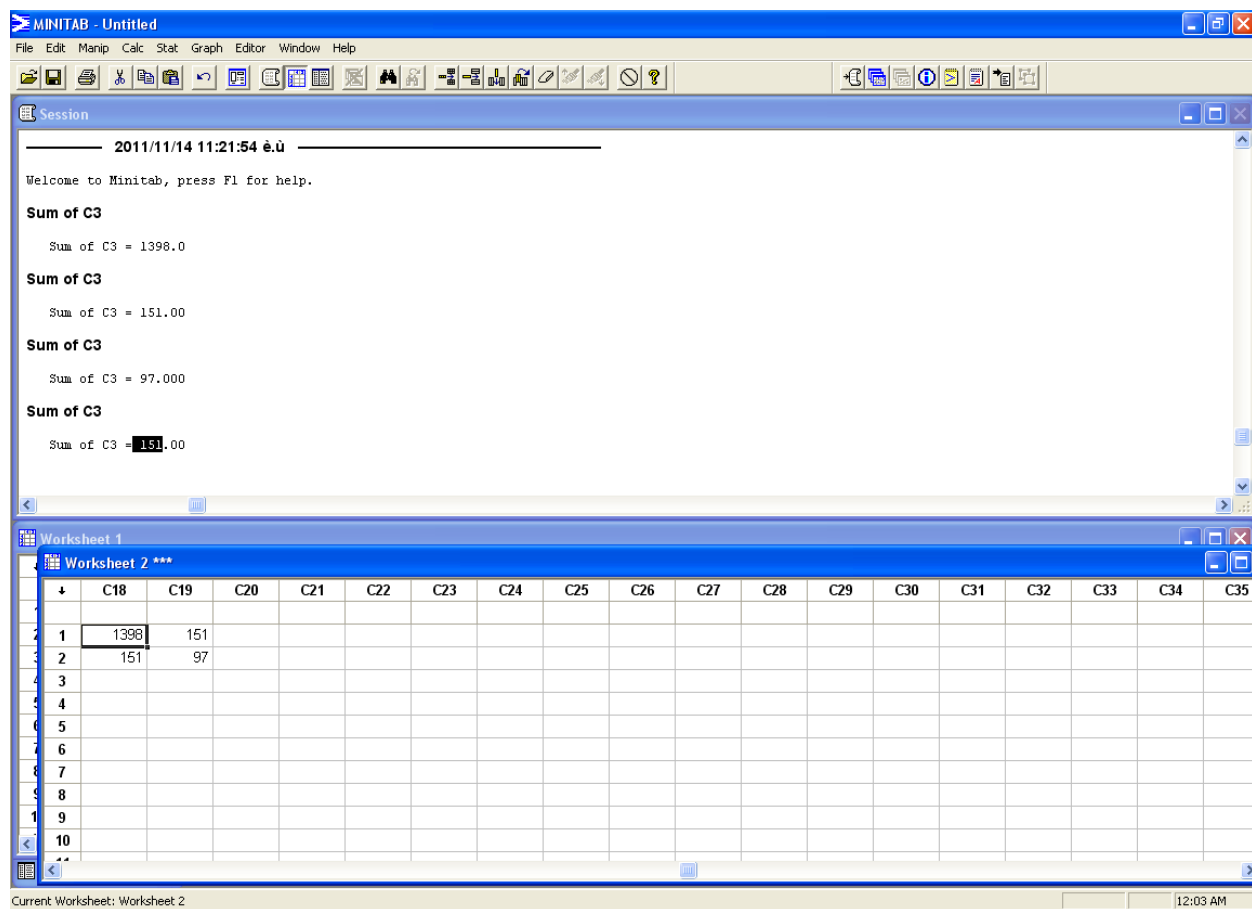 MINITAB - Untitled
File Edit Manip Calc Stat Graph Editor Window Help
Session
2011/11/14 11:21:54 è.ù
Welcome to Minitab, press F1 for help.
Sum of C3
Sum of C3 = 1398.0
Sum of C3
Sum of C3 = 151.00
Sum of C3
Sum of C3 = 97.000
Sum of C3
Sum of C3 = 151.00
Worksheet 1
Worksheet 2 ***
C18 C19 C20 C21 C22 C23 C24 C25 C26 C27 C28 C29 C30 C31 C32 C33 C34 C35
1 1398 151
2 151 97
3
4
5
6
7
8
9
10
Current Worksheet: Worksheet 2 12:03 AM